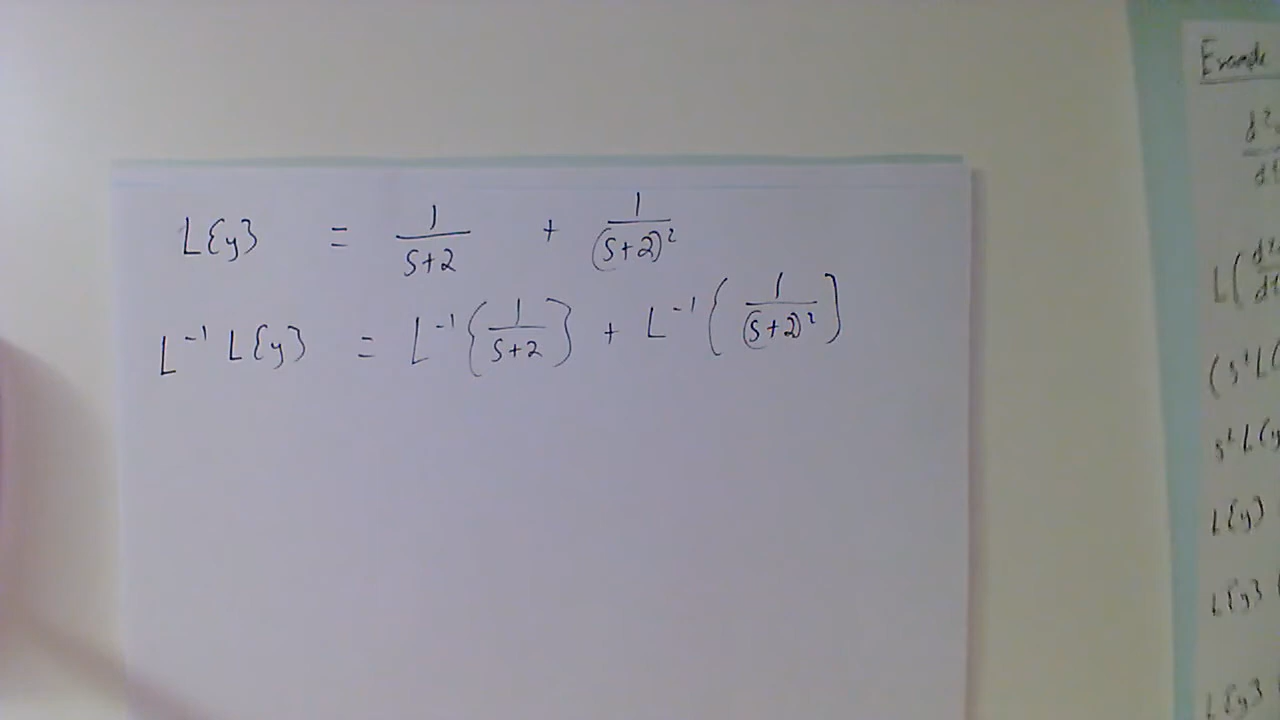 L{y} = 1/(s+2) + 1/(s+2)²
L⁻¹ L{y} = L⁻¹{1/(s+2)} + L⁻¹{1/(s+2)²}
L{y}
L{y}
L{y}